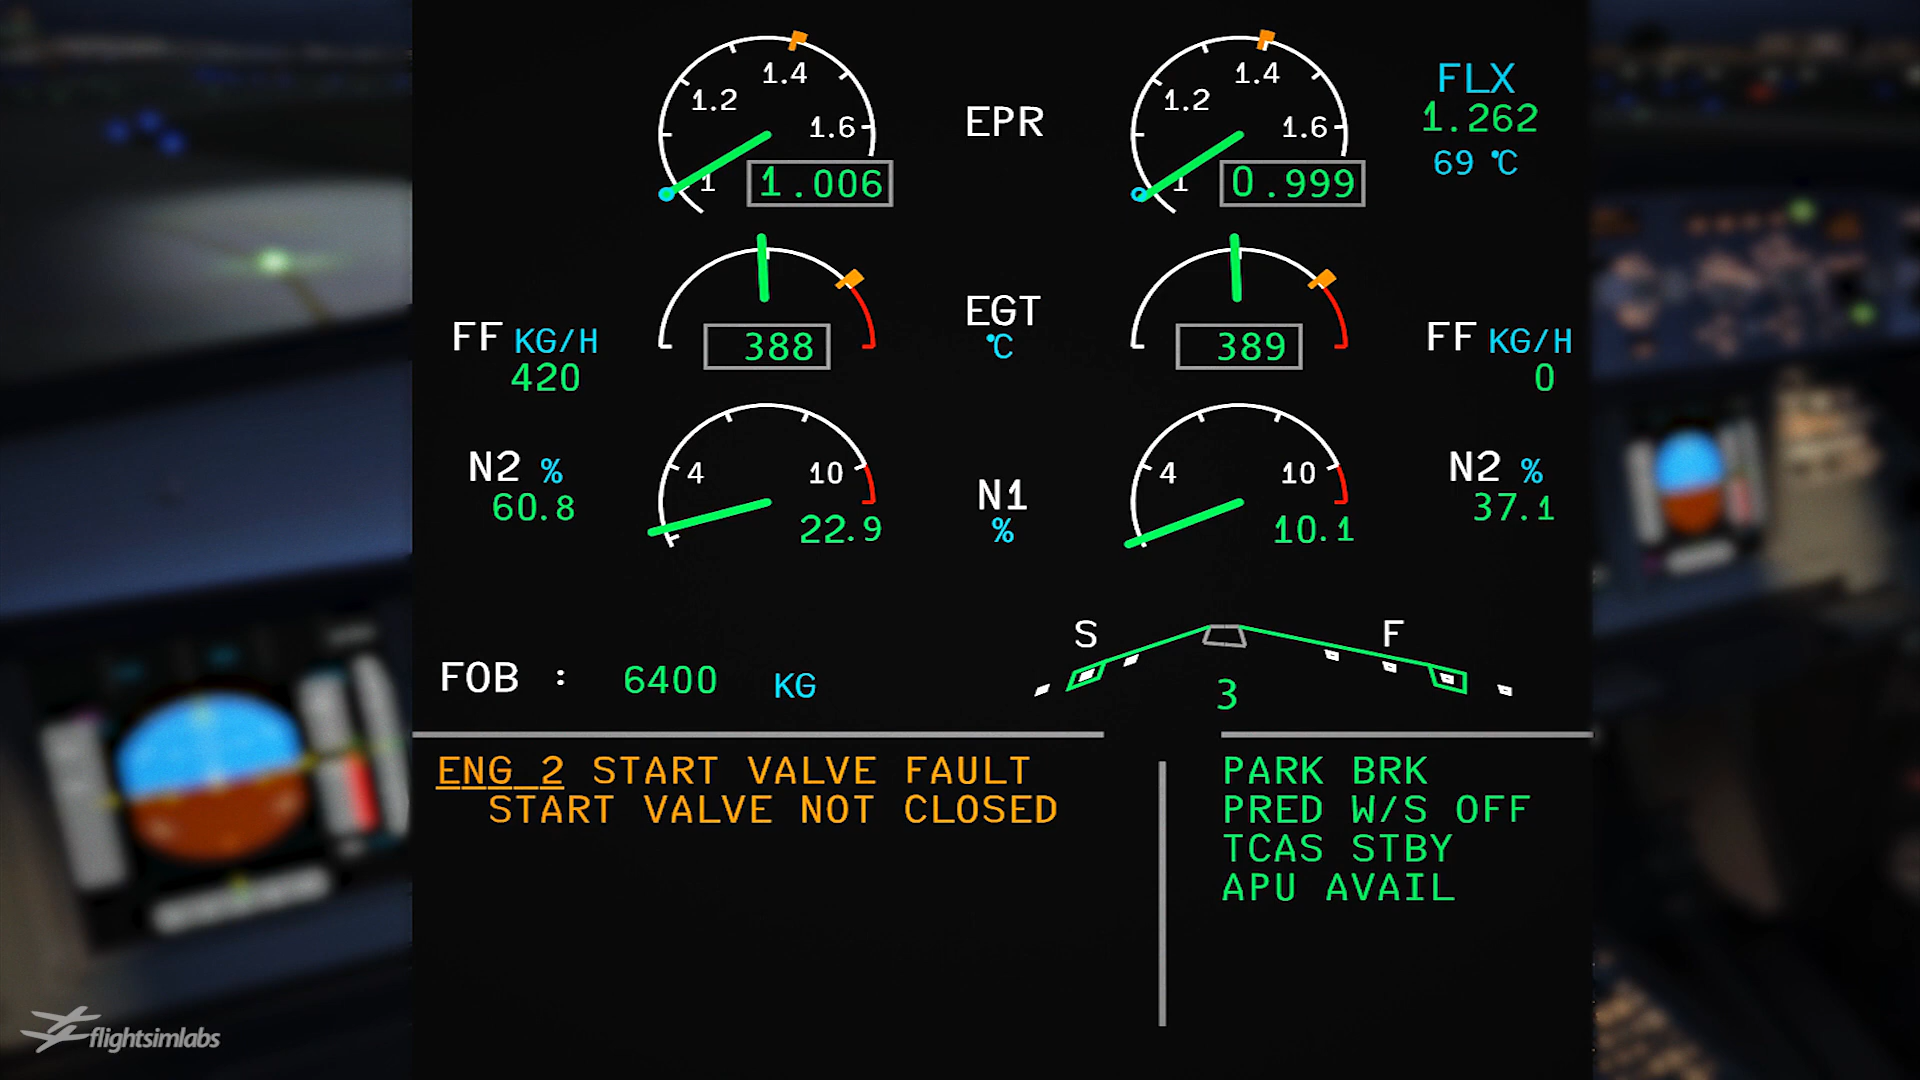 1.2 1.4 1.6 1
1.006
EPR
1.2 1.4 1.6 1
0.999
FLX
1.262
69 °C
FF KG/H
420
388
EGT
°C
389
FF KG/H
0
N2 %
60.8
4 10
22.9
N1
%
4 10
10.1
N2 %
37.1
FOB : 6400 KG
S F
3
ENG 2 START VALVE FAULT
START VALVE NOT CLOSED
PARK BRK
PRED W/S OFF
TCAS STBY
APU AVAIL
flightsimlabs